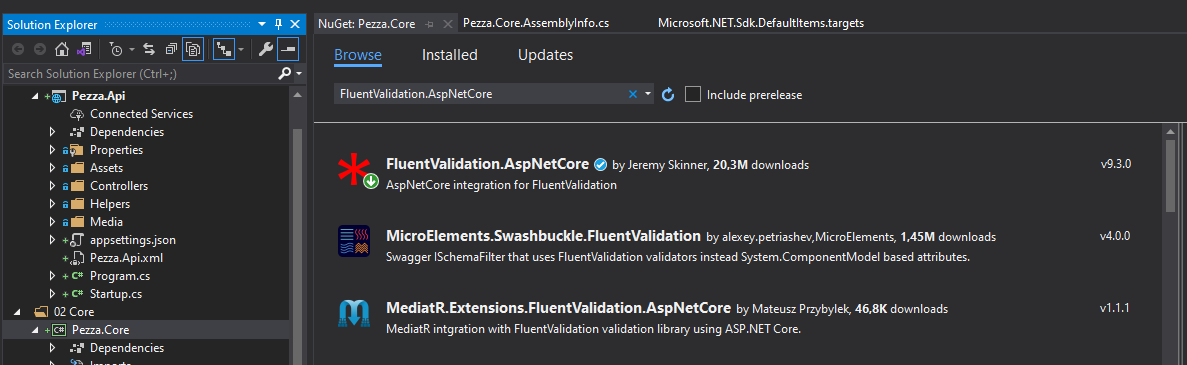 Solution Explorer
Search Solution Explorer (Ctrl+;)
Pezza.Api
Connected Services
Dependencies
Properties
Assets
Controllers
Helpers
Media
appsettings.json
Pezza.Api.xml
C# Program.cs
C# Startup.cs
02 Core
C# Pezza.Core
Dependencies
Imports
NuGet: Pezza.Core
Pezza.Core.AssemblyInfo.cs
Microsoft.NET.Sdk.DefaultItems.targets
Browse
Installed
Updates
FluentValidation.AspNetCore
Include prerelease
FluentValidation.AspNetCore by Jeremy Skinner, 20,3M downloads v9.3.0
AspNetCore integration for FluentValidation
MicroElements.Swashbuckle.FluentValidation by alexey.petriashev,MicroElements, 1,45M downloads v4.0.0
Swagger ISchemaFilter that uses FluentValidation validators instead System.ComponentModel based attributes.
MediatR.Extensions.FluentValidation.AspNetCore by Mateusz Przybylek, 46,8K downloads v1.1.1
MediatR intgration with FluentValidation validation library using ASP.NET Core.